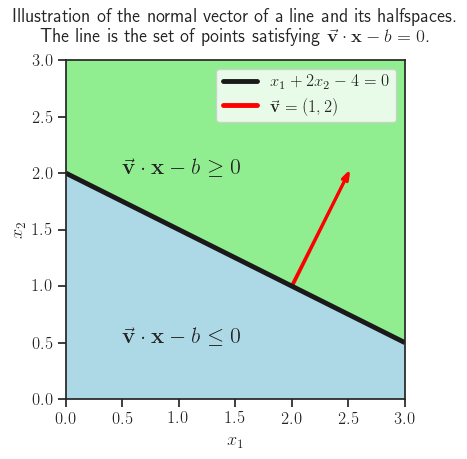 Illustration of the normal vector of a line and its halfspaces.
The line is the set of points satisfying $\vec{\mathbf{v}} \cdot \mathbf{x} - b = 0$.
3.0
2.5
2.0
1.5
1.0
0.5
0.0
$x_2$
$x_1 + 2x_2 - 4 = 0$
$\vec{\mathbf{v}} = (1, 2)$
$\vec{\mathbf{v}} \cdot \mathbf{x} - b \geq 0$
$\vec{\mathbf{v}} \cdot \mathbf{x} - b \leq 0$
0.0 0.5 1.0 1.5 2.0 2.5 3.0
$x_1$